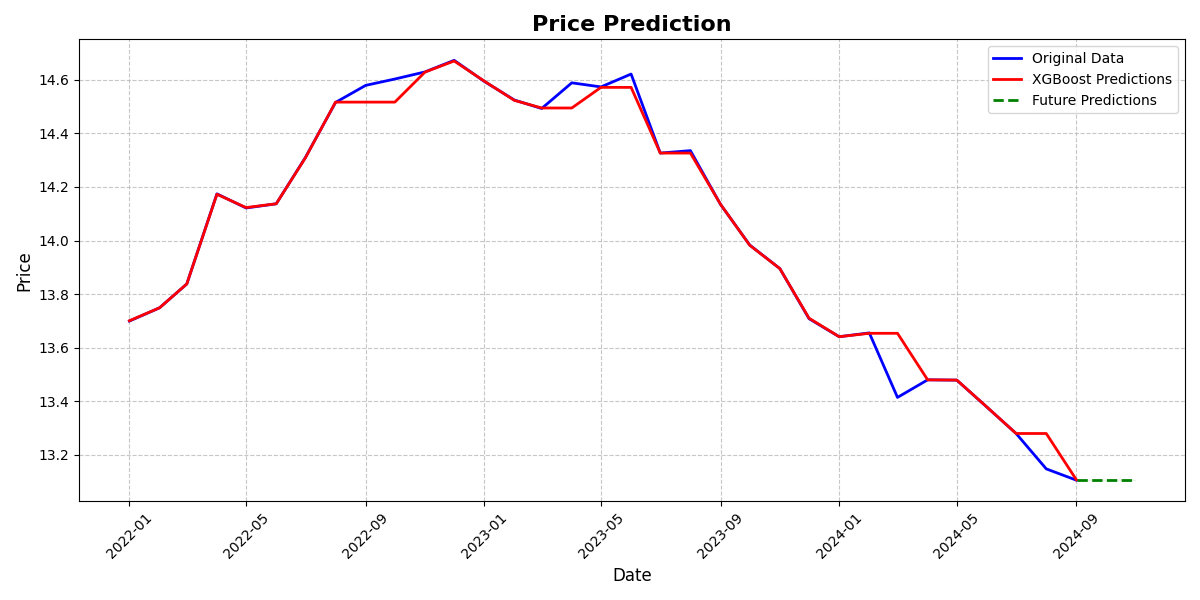 Price Prediction
Original Data
XGBoost Predictions
Future Predictions
Price
14.6
14.4
14.2
14.0
13.8
13.6
13.4
13.2
2022-01
2022-05
2022-09
2023-01
2023-05
2023-09
2024-01
2024-05
2024-09
Date